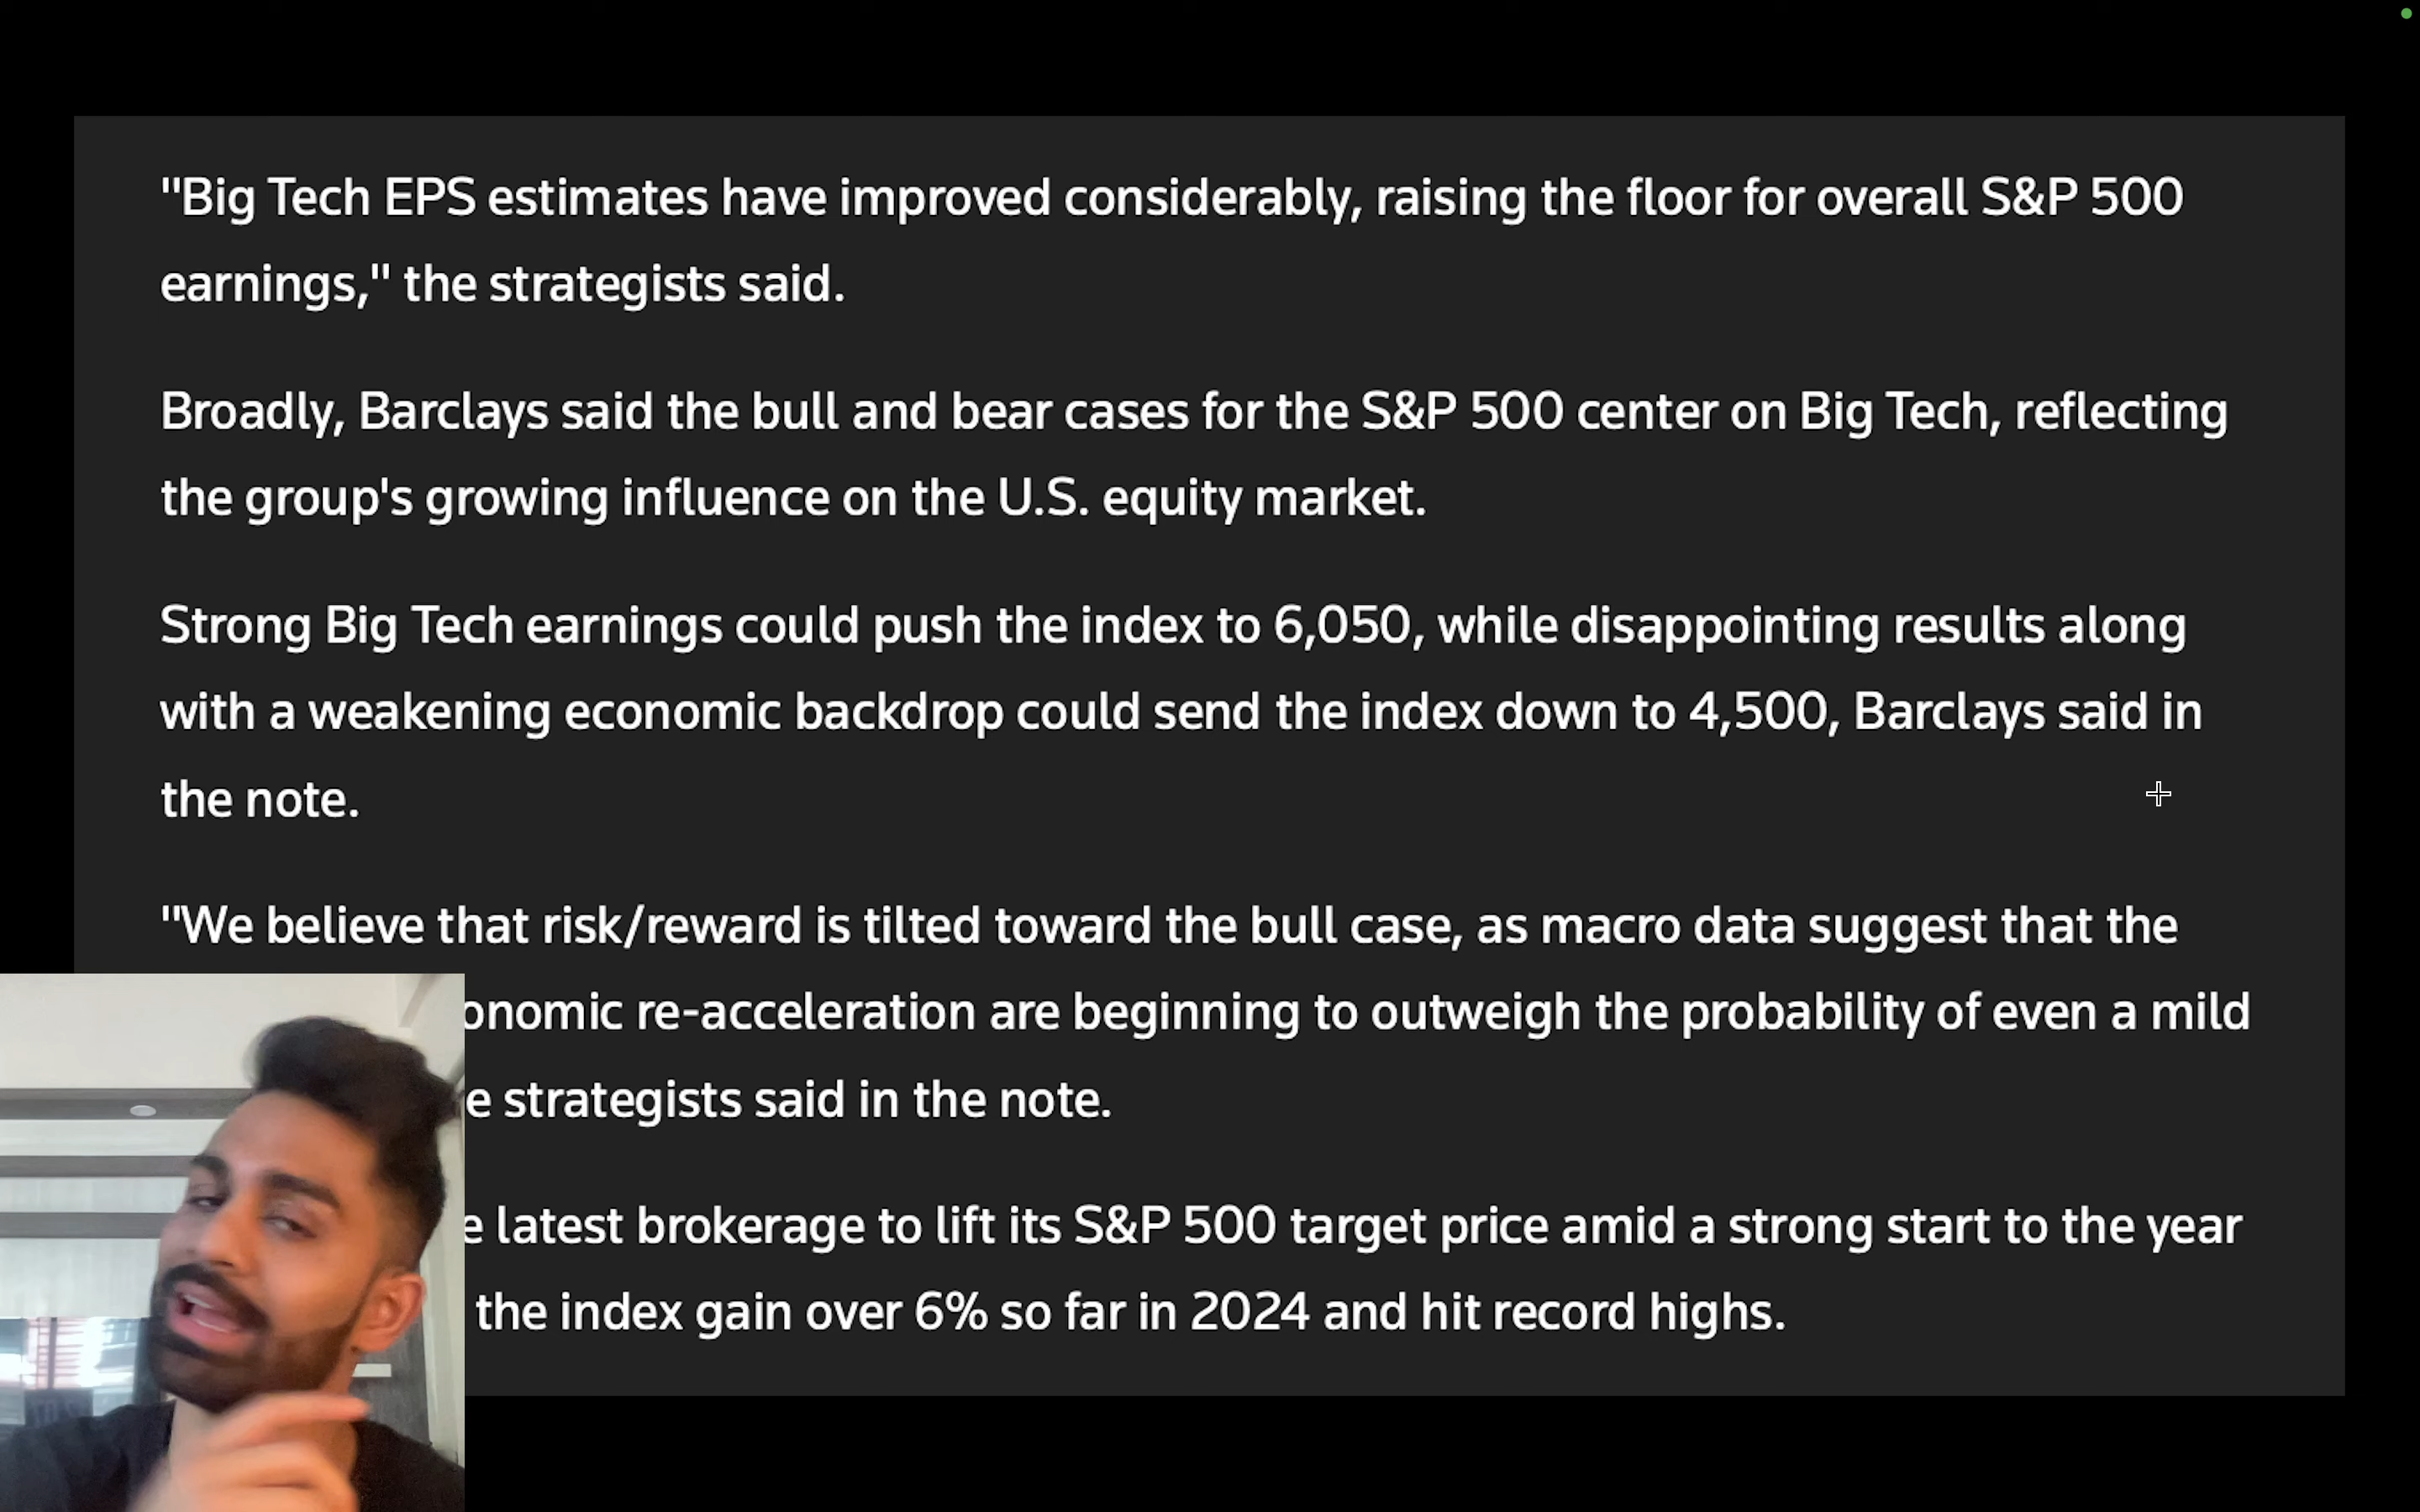 "Big Tech EPS estimates have improved considerably, raising the floor for overall S&P 500
earnings," the strategists said.
Broadly, Barclays said the bull and bear cases for the S&P 500 center on Big Tech, reflecting
the group's growing influence on the U.S. equity market.
Strong Big Tech earnings could push the index to 6,050, while disappointing results along
with a weakening economic backdrop could send the index down to 4,500, Barclays said in
the note.
"We believe that risk/reward is tilted toward the bull case, as macro data suggest that the
onomic re-acceleration are beginning to outweigh the probability of even a mild
e strategists said in the note.
e latest brokerage to lift its S&P 500 target price amid a strong start to the year
the index gain over 6% so far in 2024 and hit record highs.